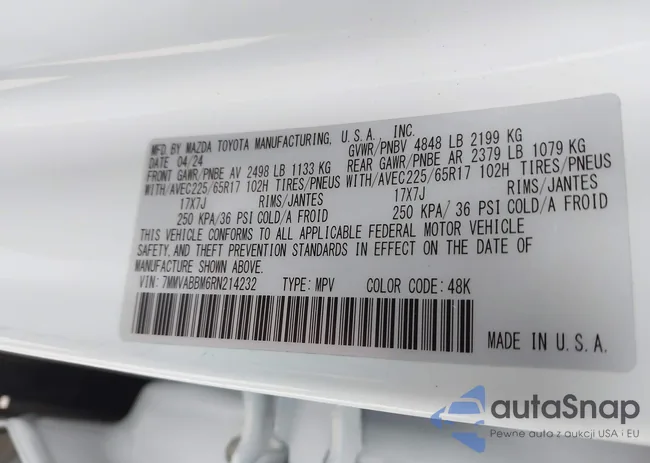 MFD BY MAZDA TOYOTA MANUFACTURING, U.S.A., INC.
DATE 04/24 GVWR/PNBV 4848 LB 2199 KG
FRONT GAWR/PNBE AV 2498 LB 1133 KG REAR GAWR/PNBE AR 2379 LB 1079 KG
WITH/AVEC225/65R17 102H TIRES/PNEUS WITH/AVEC225/65R17 102H TIRES/PNEUS
17X7J RIMS/JANTES 17X7J RIMS/JANTES
250 KPA/36 PSI COLD/A FROID 250 KPA/ 36 PSI COLD/A FROID
THIS VEHICLE CONFORMS TO ALL APPLICABLE FEDERAL MOTOR VEHICLE
SAFETY, AND THEFT PREVENTION STANDARDS IN EFFECT ON THE DATE OF
MANUFACTURE SHOWN ABOVE.
VIN: 7MMVABBM6RN214232 TYPE: MPV COLOR CODE: 48K
MADE IN U.S.A.
autaSnap
Pewne auta z aukcji USA i EU